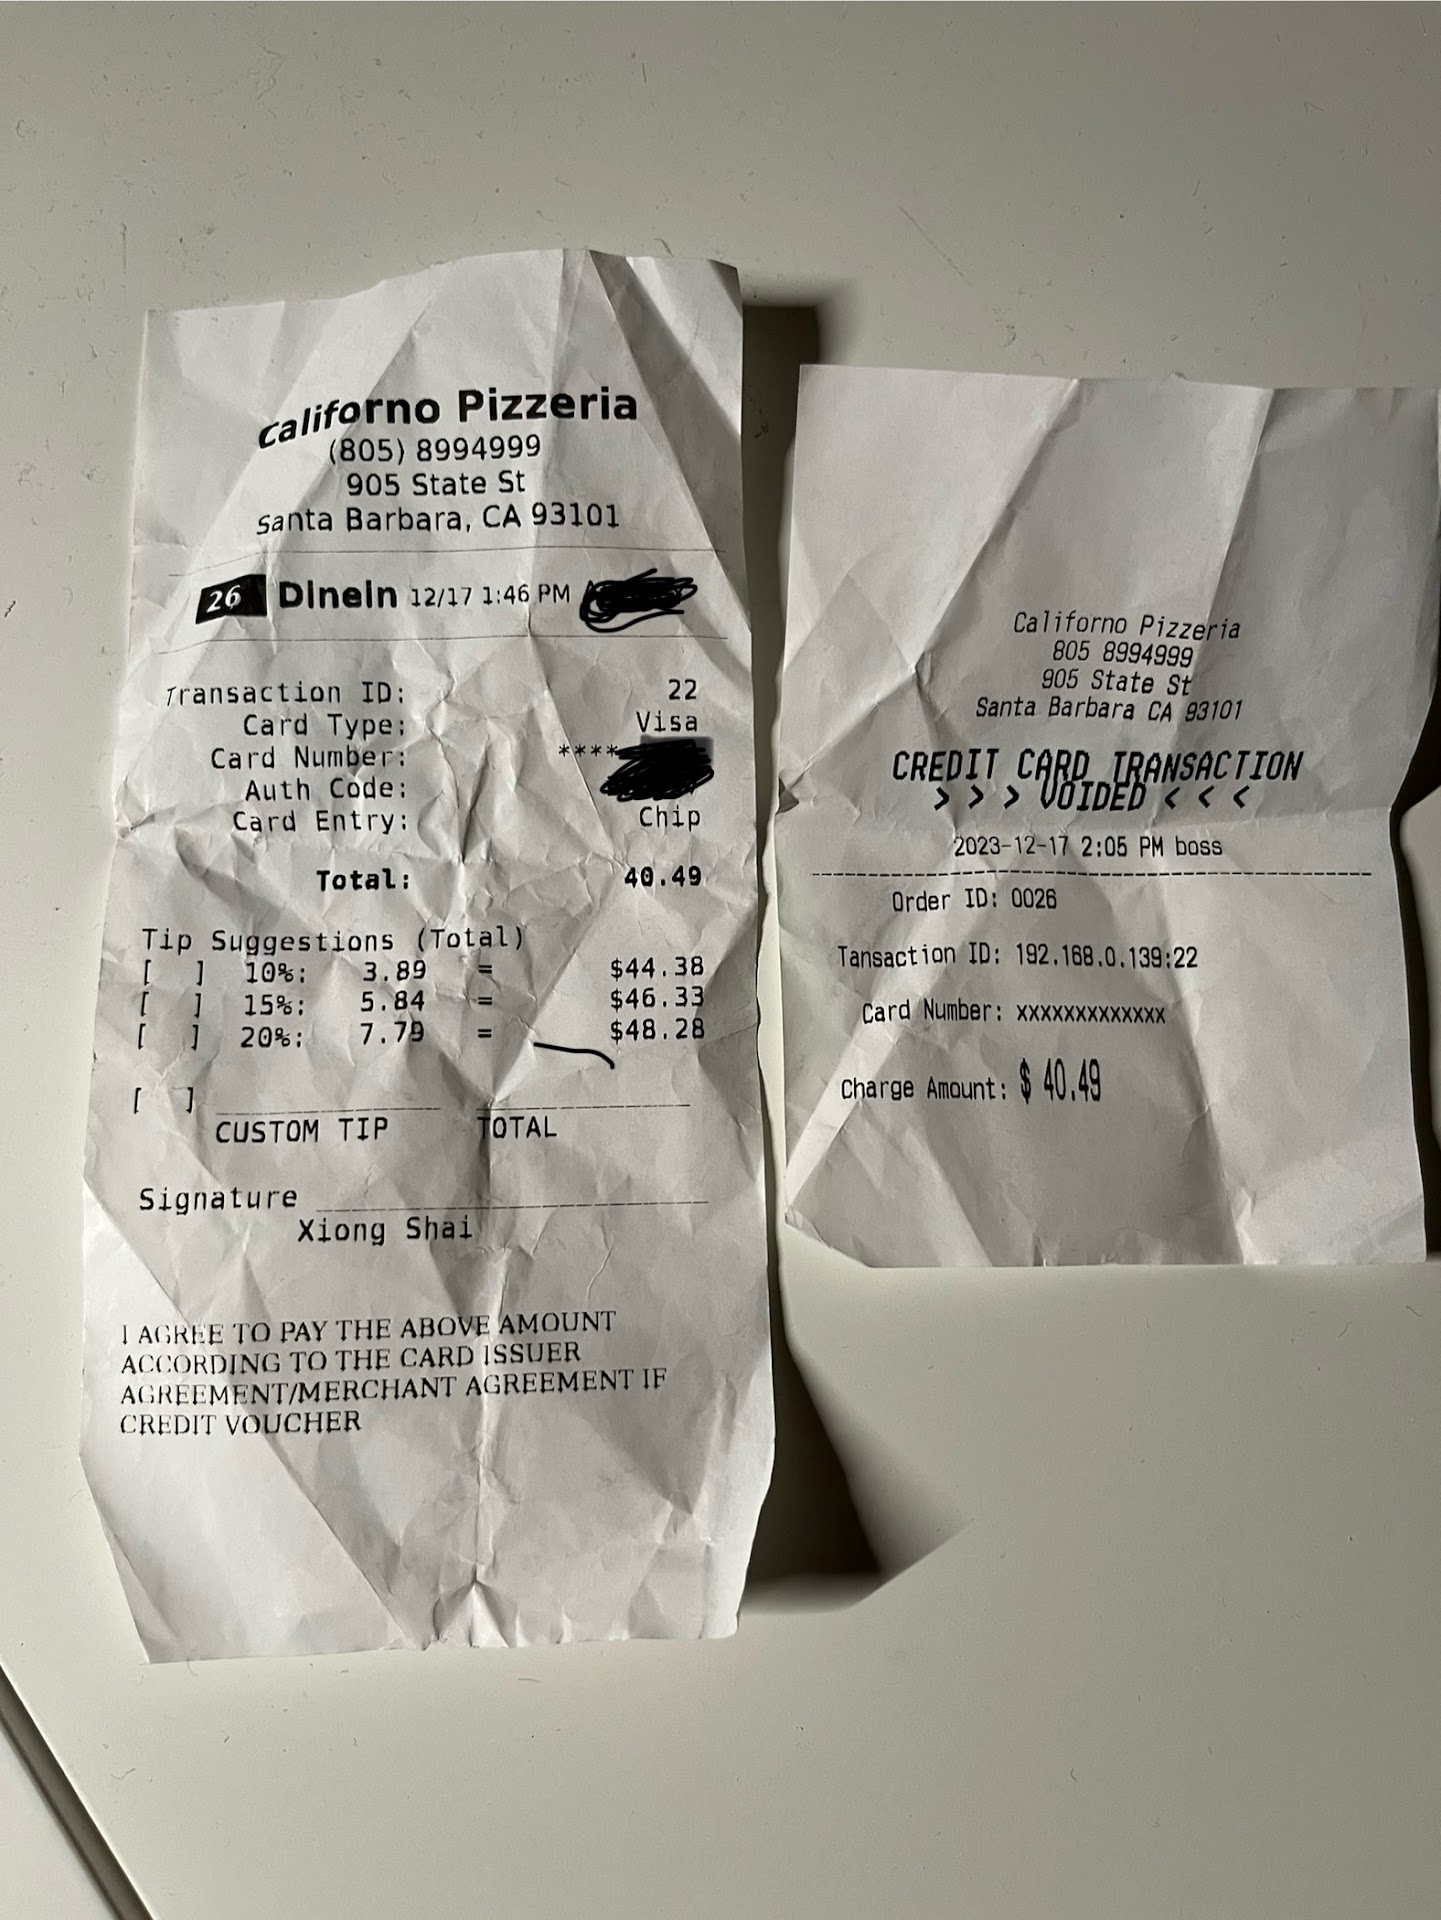 Californo Pizzeria
(805) 8994999
905 State St
Santa Barbara, CA 93101
26 DineIn 12/17 1:46 PM
Transaction ID: 22
Card Type: Visa
Card Number: ****
Auth Code:
Card Entry: Chip
Total: 40.49
Tip Suggestions (Total)
[ ] 10%: 3.89 = $44.38
[ ] 15%: 5.84 = $46.33
[ ] 20%: 7.79 = $48.28
[ ]
CUSTOM TIP TOTAL
Signature
Xiong Shai
I AGREE TO PAY THE ABOVE AMOUNT
ACCORDING TO THE CARD ISSUER
AGREEMENT/MERCHANT AGREEMENT IF
CREDIT VOUCHER
Californo Pizzeria
805 8994999
905 State St
Santa Barbara CA 93101
CREDIT CARD TRANSACTION
> > > VOIDED < < <
2023-12-17 2:05 PM boss
Order ID: 0026
Tansaction ID: 192.168.0.139:22
Card Number: xxxxxxxxxxxxx
Charge Amount: $ 40.49